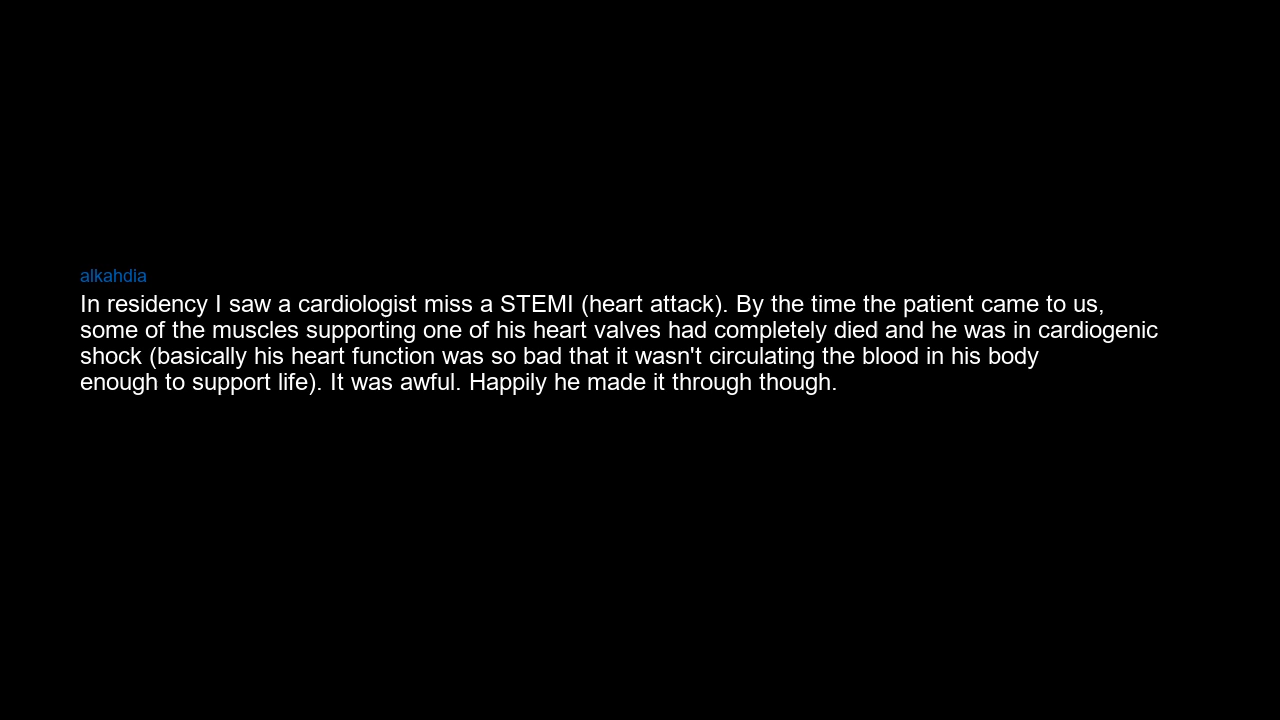 alkahdia
In residency I saw a cardiologist miss a STEMI (heart attack). By the time the patient came to us,
some of the muscles supporting one of his heart valves had completely died and he was in cardiogenic
shock (basically his heart function was so bad that it wasn't circulating the blood in his body
enough to support life). It was awful. Happily he made it through though.